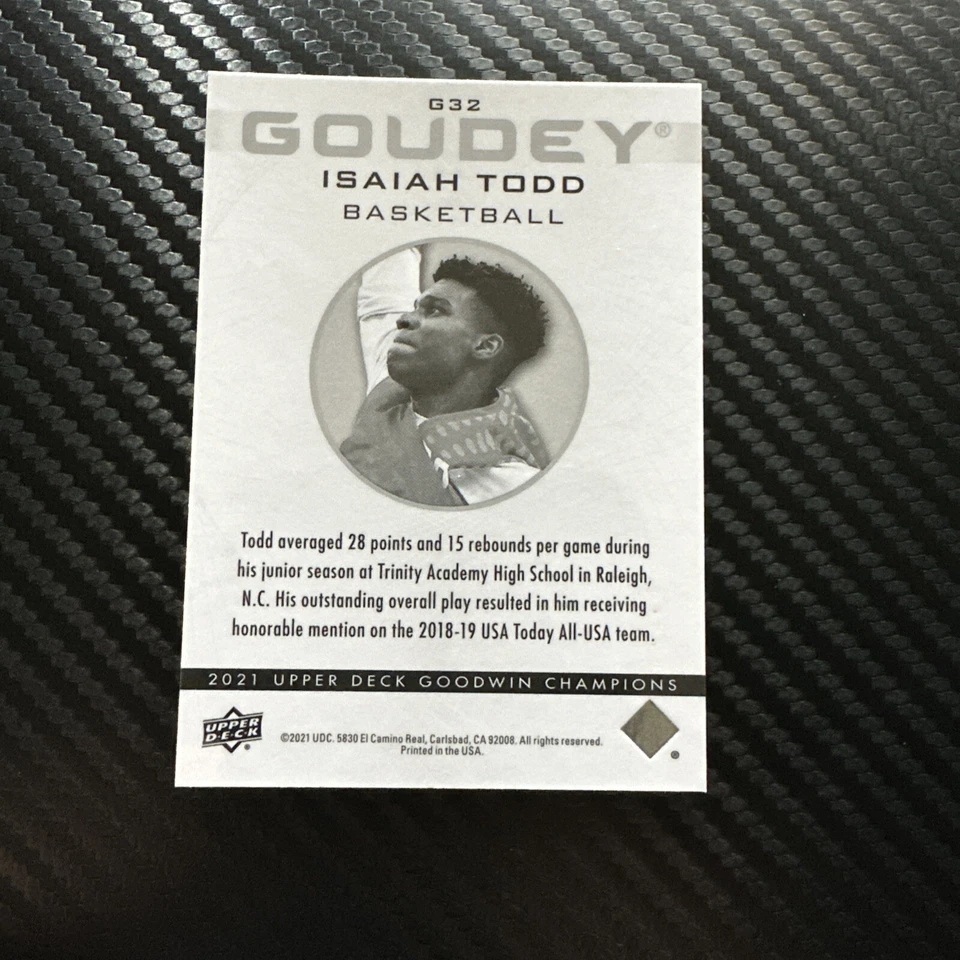 G32
GOUDEY®
ISAIAH TODD
BASKETBALL
Todd averaged 28 points and 15 rebounds per game during
his junior season at Trinity Academy High School in Raleigh,
N.C. His outstanding overall play resulted in him receiving
honorable mention on the 2018-19 USA Today All-USA team.
2021 UPPER DECK GOODWIN CHAMPIONS
UPPER
D·E·C·K
®
©2021 UDC. 5830 El Camino Real, Carlsbad, CA 92008. All rights reserved.
Printed in the USA.
®